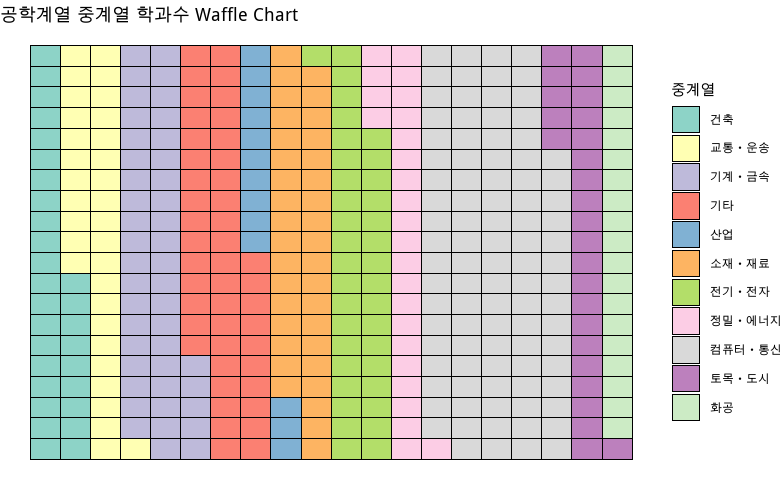 공학계열 중계열 학과수 Waffle Chart
중계열
건축
교통・운송
기계・금속
기타
산업
소재・재료
전기・전자
정밀・에너지
컴퓨터・통신
토목・도시
화공